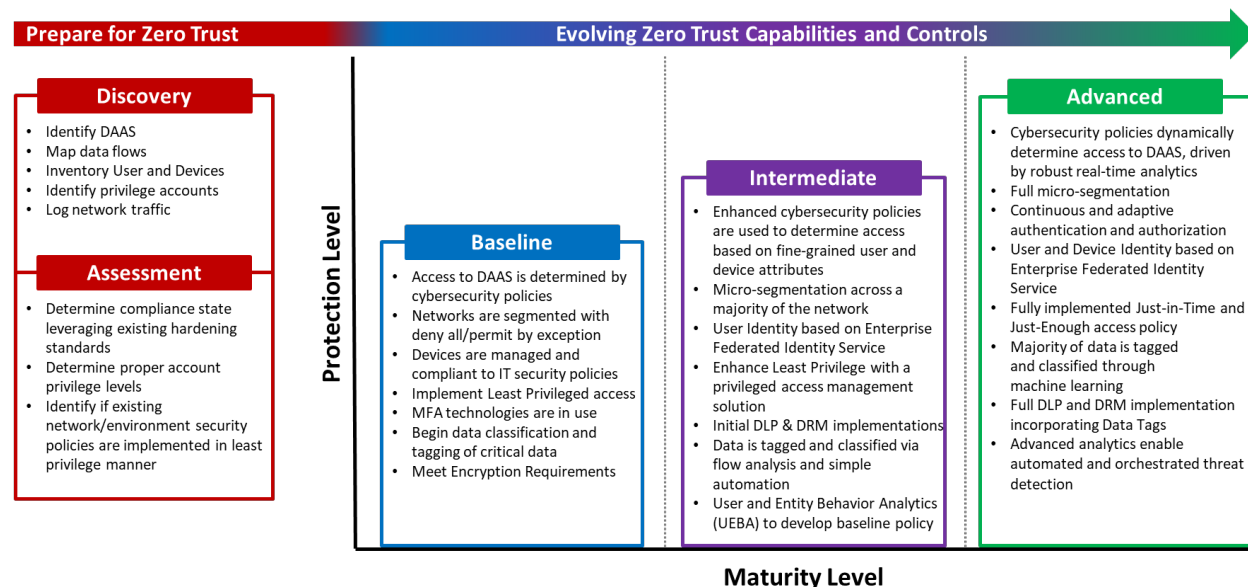 Prepare for Zero Trust
Evolving Zero Trust Capabilities and Controls
Discovery
• Identify DAAS
• Map data flows
• Inventory User and Devices
• Identify privilege accounts
• Log network traffic
Assessment
• Determine compliance state
leveraging existing hardening
standards
• Determine proper account
privilege levels
• Identify if existing
network/environment security
policies are implemented in least
privilege manner
Protection Level
Baseline
• Access to DAAS is determined by
cybersecurity policies
• Networks are segmented with
deny all/permit by exception
• Devices are managed and
compliant to IT security policies
• Implement Least Privileged access
• MFA technologies are in use
• Begin data classification and
tagging of critical data
• Meet Encryption Requirements
Intermediate
• Enhanced cybersecurity policies
are used to determine access
based on fine-grained user and
device attributes
• Micro-segmentation across a
majority of the network
• User Identity based on Enterprise
Federated Identity Service
• Enhance Least Privilege with a
privileged access management
solution
• Initial DLP & DRM implementations
• Data is tagged and classified via
flow analysis and simple
automation
• User and Entity Behavior Analytics
(UEBA) to develop baseline policy
Advanced
• Cybersecurity policies dynamically
determine access to DAAS, driven
by robust real-time analytics
• Full micro-segmentation
• Continuous and adaptive
authentication and authorization
• User and Device Identity based on
Enterprise Federated Identity
Service
• Fully implemented Just-in-Time and
Just-Enough access policy
• Majority of data is tagged
and classified through
machine learning
• Full DLP and DRM implementation
incorporating Data Tags
• Advanced analytics enable
automated and orchestrated threat
detection
Maturity Level